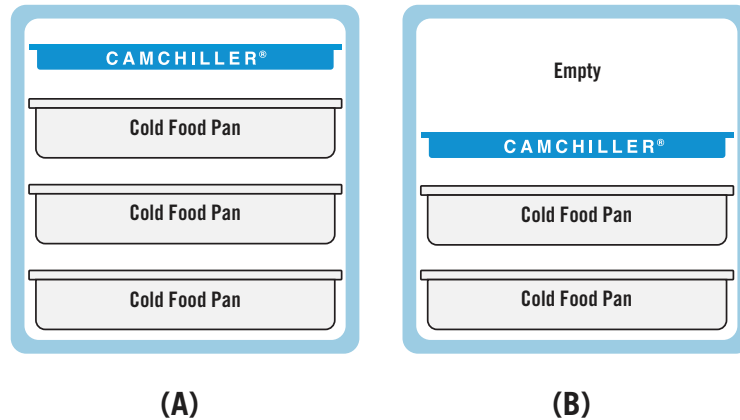 CAMCHILLER®
Cold Food Pan
Cold Food Pan
Cold Food Pan
(A)
Empty
CAMCHILLER®
Cold Food Pan
Cold Food Pan
(B)